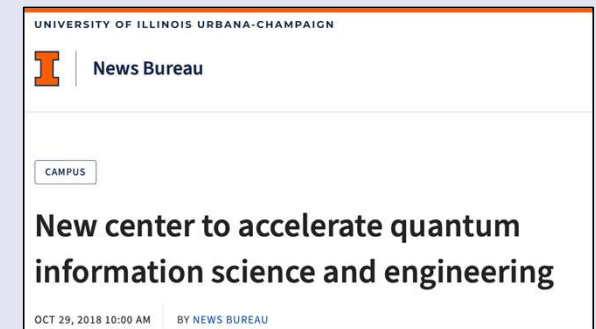 UNIVERSITY OF ILLINOIS URBANA-CHAMPAIGN
I News Bureau
CAMPUS
New center to accelerate quantum
information science and engineering
OCT 29, 2018 10:00 AM BY NEWS BUREAU